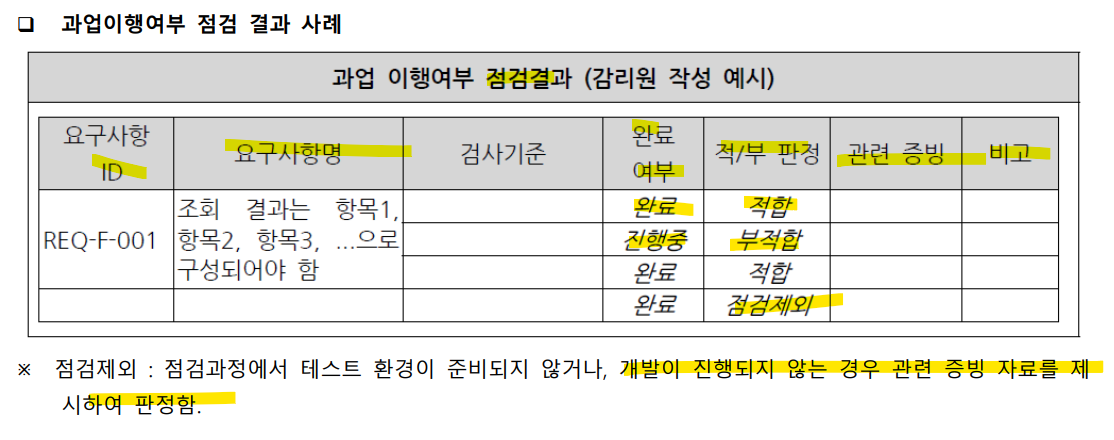 ❑ 과업이행여부 점검 결과 사례
과업 이행여부 점검결과 (감리원 작성 예시)
요구사항 ID 요구사항명 검사기준 완료 여부 적/부 판정 관련 증빙 비고
REQ-F-001 조회 결과는 항목1, 항목2, 항목3, ...으로 구성되어야 함 완료 적합
진행중 부적합
완료 적합
완료 점검제외
※ 점검제외 : 점검과정에서 테스트 환경이 준비되지 않거나, 개발이 진행되지 않는 경우 관련 증빙 자료를 제
시하여 판정함.